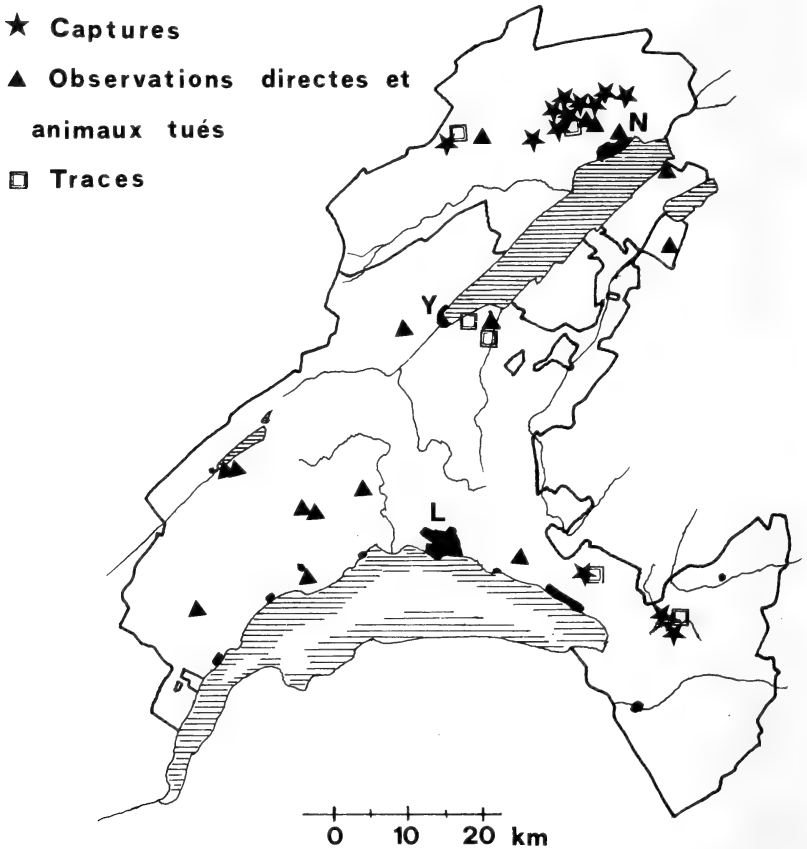 Captures
Observations directes et
animaux tués
Traces
N
Y
L
0 10 20 km